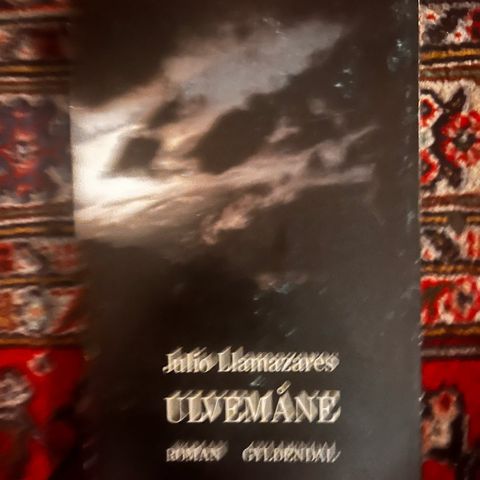 Julio Llamazares
ULVEMÅNE
ROMAN GYLDENDAL